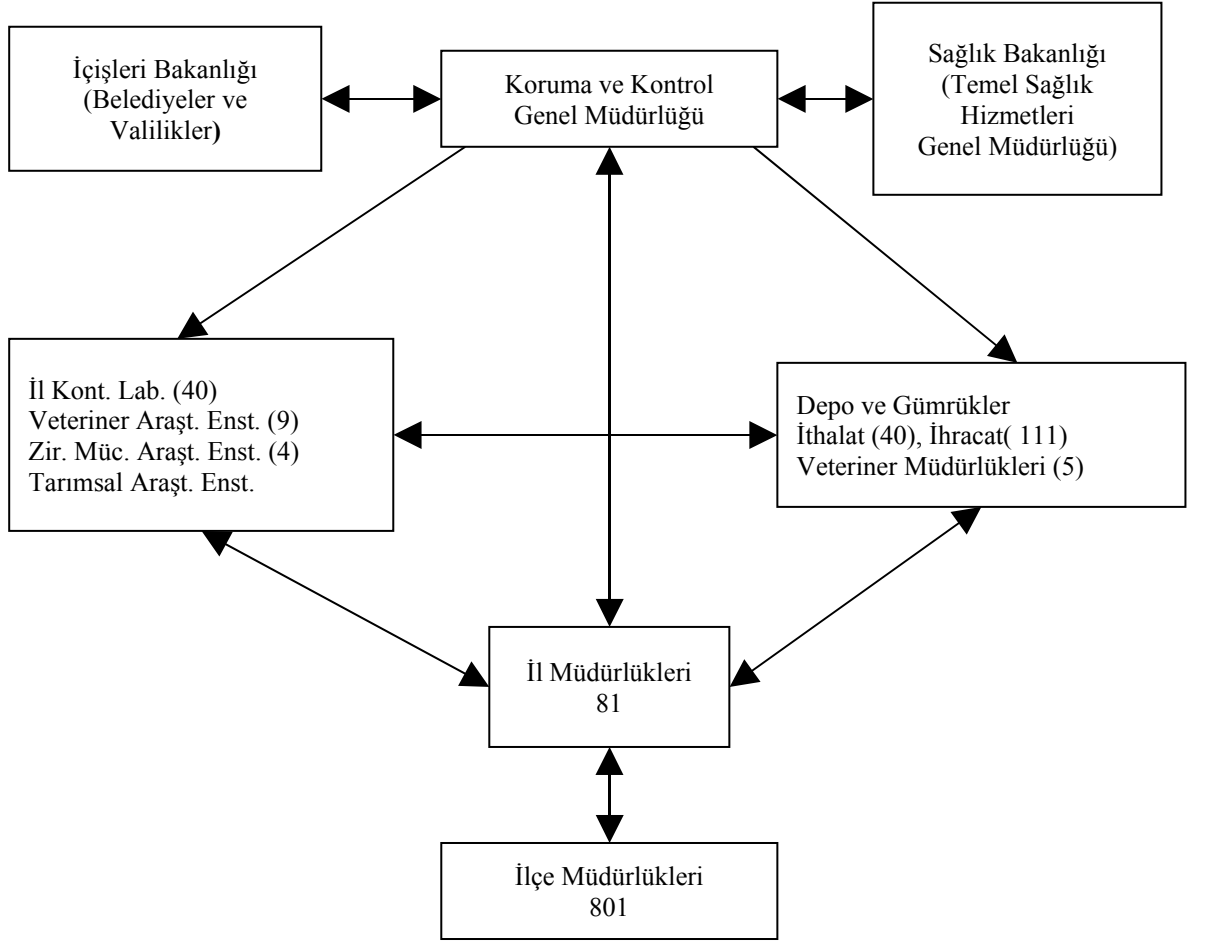 İçişleri Bakanlığı
(Belediyeler ve
Valilikler)
Koruma ve Kontrol
Genel Müdürlüğü
Sağlık Bakanlığı
(Temel Sağlık
Hizmetleri
Genel Müdürlüğü)
İl Kont. Lab. (40)
Veteriner Araşt. Enst. (9)
Zir. Müc. Araşt. Enst. (4)
Tarımsal Araşt. Enst.
Depo ve Gümrükler
İthalat (40), İhracat( 111)
Veteriner Müdürlükleri (5)
İl Müdürlükleri
81
İlçe Müdürlükleri
801